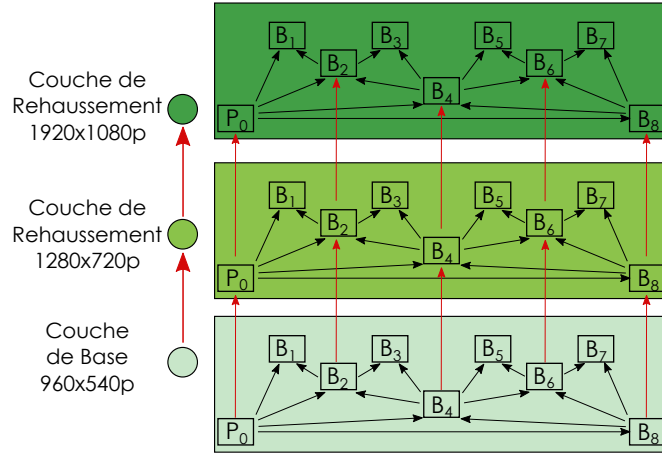 Couche de
Rehaussement
1920x1080p
B1 B3 B5 B7
B2 B6
B4
P0 B8
Couche de
Rehaussement
1280x720p
B1 B3 B5 B7
B2 B6
B4
P0 B8
Couche
de Base
960x540p
B1 B3 B5 B7
B2 B6
B4
P0 B8